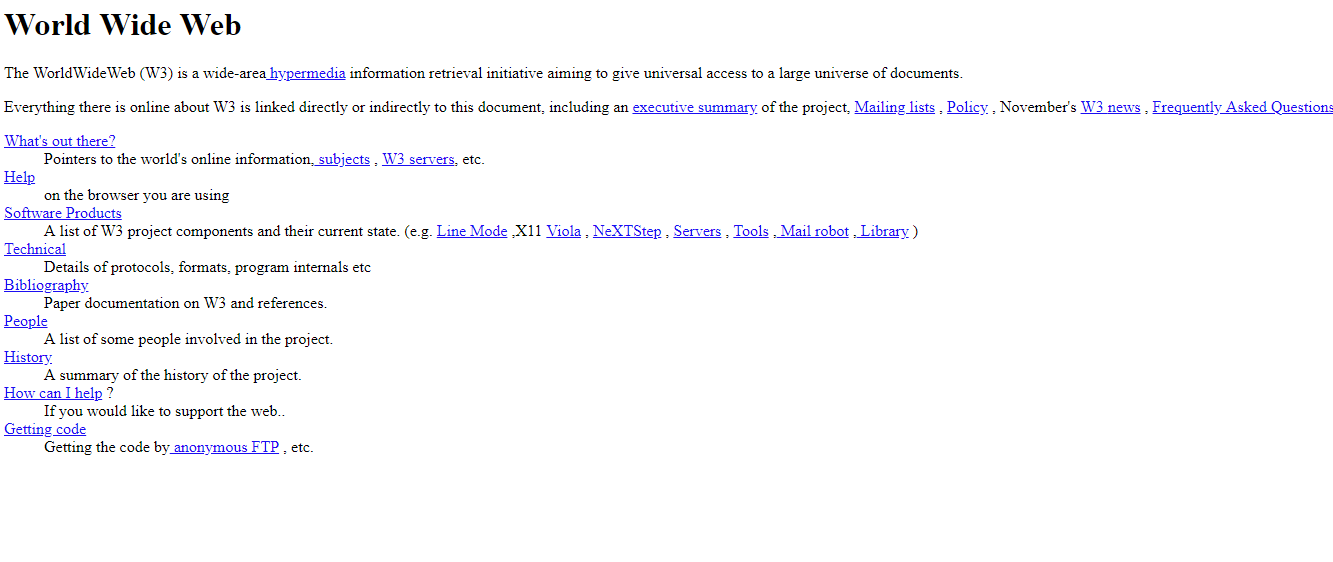 World Wide Web
The WorldWideWeb (W3) is a wide-area hypermedia information retrieval initiative aiming to give universal access to a large universe of documents.
Everything there is online about W3 is linked directly or indirectly to this document, including an executive summary of the project, Mailing lists , Policy , November's W3 news , Frequently Asked Questions
What's out there?
Pointers to the world's online information, subjects , W3 servers, etc.
Help
on the browser you are using
Software Products
A list of W3 project components and their current state. (e.g. Line Mode ,X11 Viola , NeXTStep , Servers , Tools , Mail robot , Library )
Technical
Details of protocols, formats, program internals etc
Bibliography
Paper documentation on W3 and references.
People
A list of some people involved in the project.
History
A summary of the history of the project.
How can I help ?
If you would like to support the web..
Getting code
Getting the code by anonymous FTP , etc.